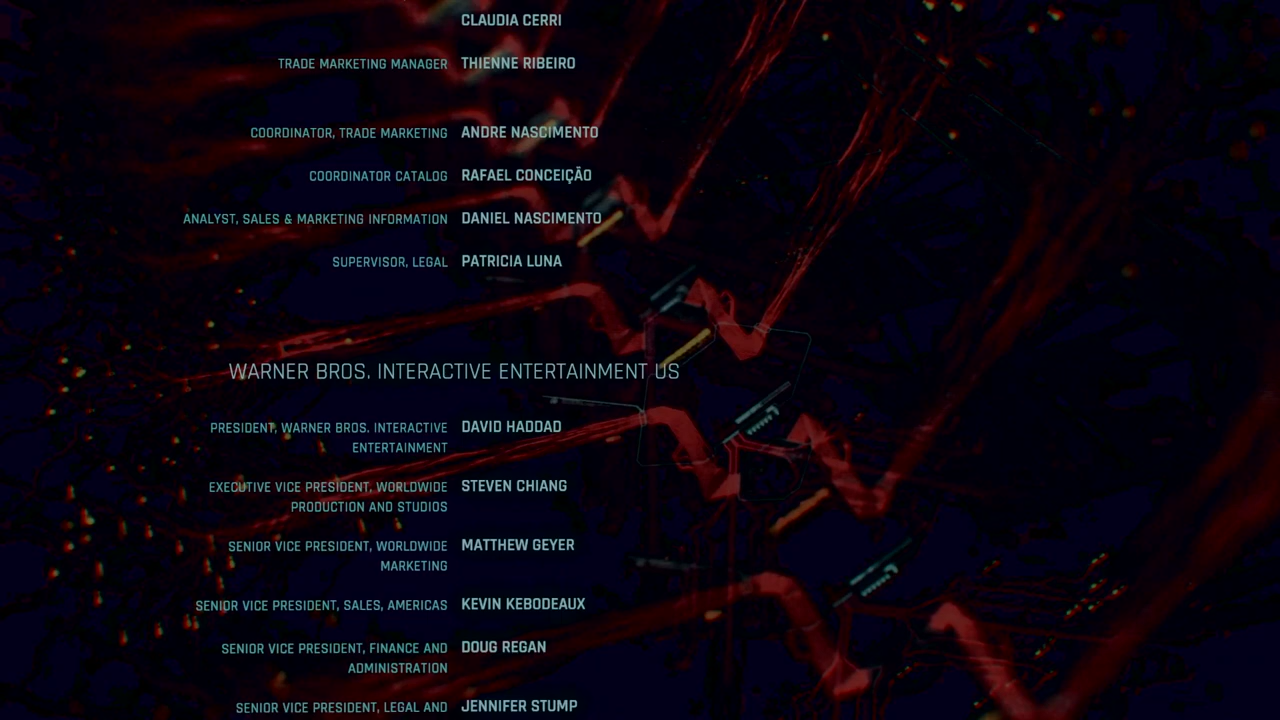 CLAUDIA CERRI
TRADE MARKETING MANAGER THIENNE RIBEIRO
COORDINATOR, TRADE MARKETING ANDRE NASCIMENTO
COORDINATOR CATALOG RAFAEL CONCEIÇÃO
ANALYST, SALES & MARKETING INFORMATION DANIEL NASCIMENTO
SUPERVISOR, LEGAL PATRICIA LUNA
WARNER BROS. INTERACTIVE ENTERTAINMENT US
PRESIDENT, WARNER BROS. INTERACTIVE DAVID HADDAD
ENTERTAINMENT
EXECUTIVE VICE PRESIDENT, WORLDWIDE STEVEN CHIANG
PRODUCTION AND STUDIOS
SENIOR VICE PRESIDENT, WORLDWIDE MATTHEW GEYER
MARKETING
SENIOR VICE PRESIDENT, SALES, AMERICAS KEVIN KEBODEAUX
SENIOR VICE PRESIDENT, FINANCE AND DOUG REGAN
ADMINISTRATION
SENIOR VICE PRESIDENT, LEGAL AND JENNIFER STUMP